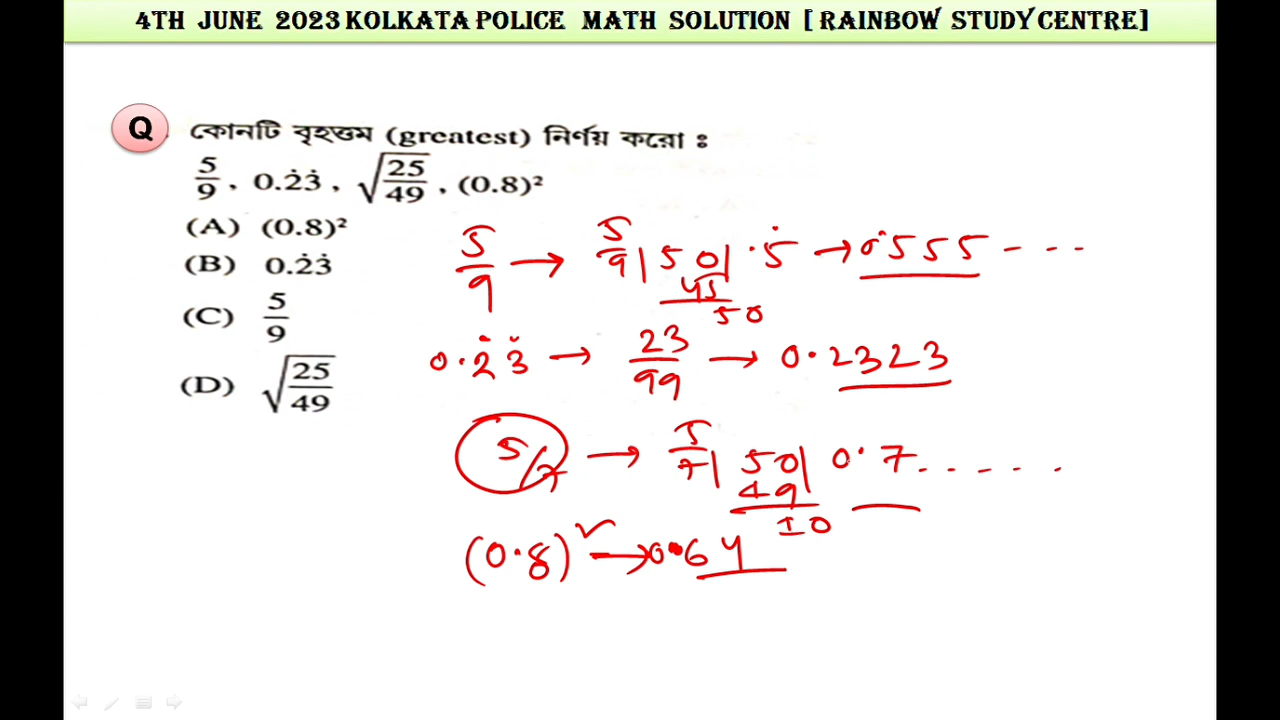 4TH JUNE 2023 KOLKATA POLICE MATH SOLUTION [ RAINBOW STUDY CENTRE]
Q. কোনটি বৃহত্তম (greatest) নির্ণয় করো ঃ
5/9 , 0.2̇3̇ , √(25/49) , (0.8)²
(A) (0.8)²
(B) 0.2̇3̇
(C) 5/9
(D) √(25/49)
5/9 → 5/9 | 50 | .5̇ → 0.555 - - -
45
50
0.2̇3̇ → 23/99 → 0.2323
5/7 → 5/7 | 50 | 0.7 . . . . .
49
10
(0.8)² → 0.64